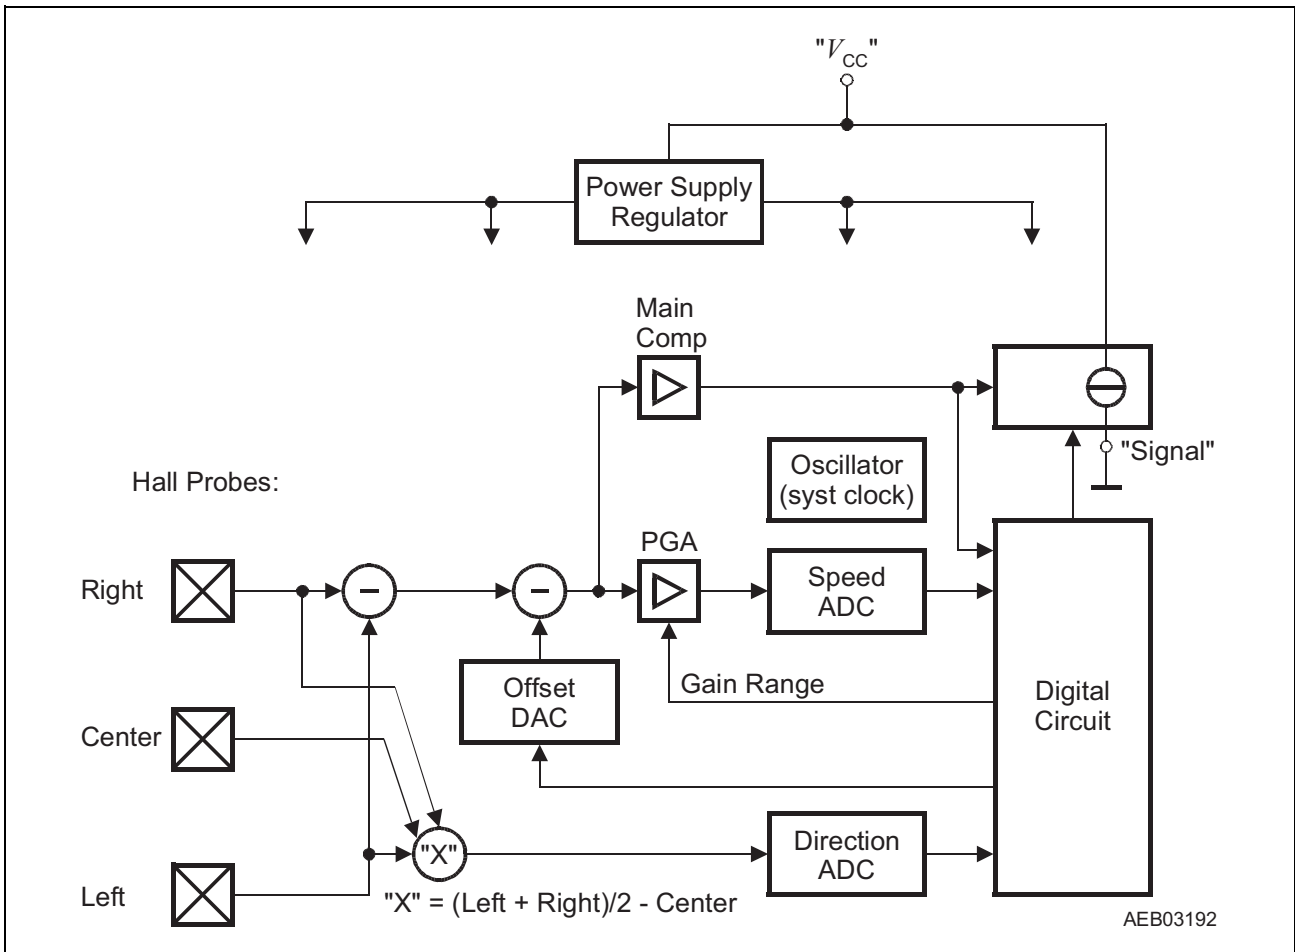 "VCC"
Power Supply
Regulator
Main
Comp
"Signal"
Oscillator
(syst clock)
Hall Probes:
PGA
Right
−
−
Speed
ADC
Gain Range
Offset
DAC
Digital
Circuit
Center
"X"
Direction
ADC
Left
"X" = (Left + Right)/2 - Center
AEB03192